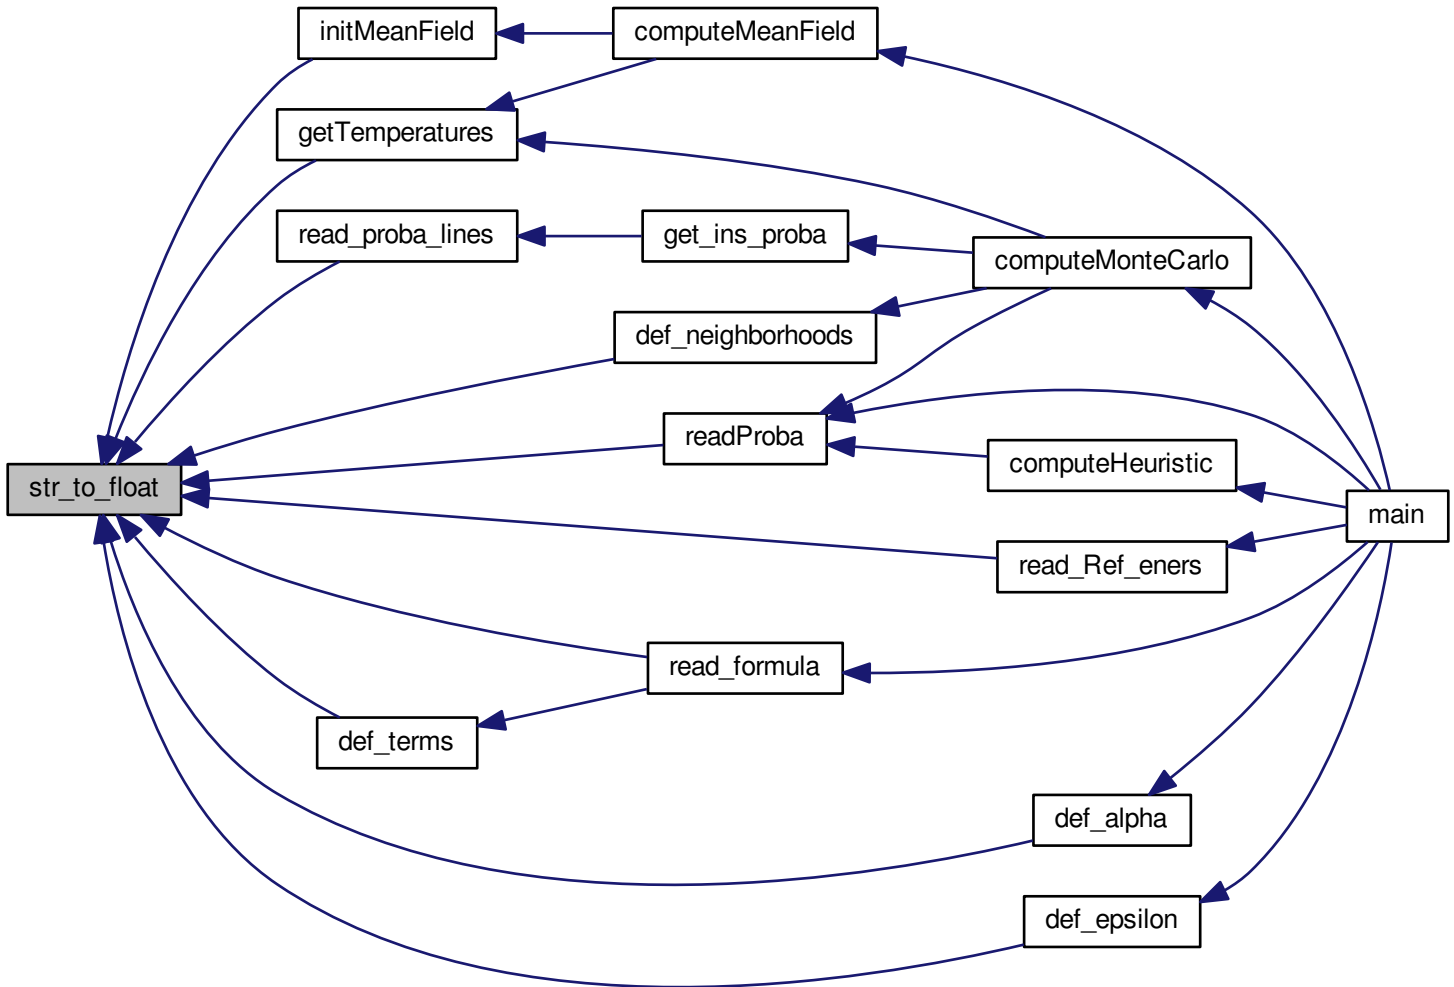 initMeanField
computeMeanField
getTemperatures
read_proba_lines
get_ins_proba
computeMonteCarlo
def_neighborhoods
readProba
computeHeuristic
str_to_float
main
read_Ref_eners
read_formula
def_terms
def_alpha
def_epsilon